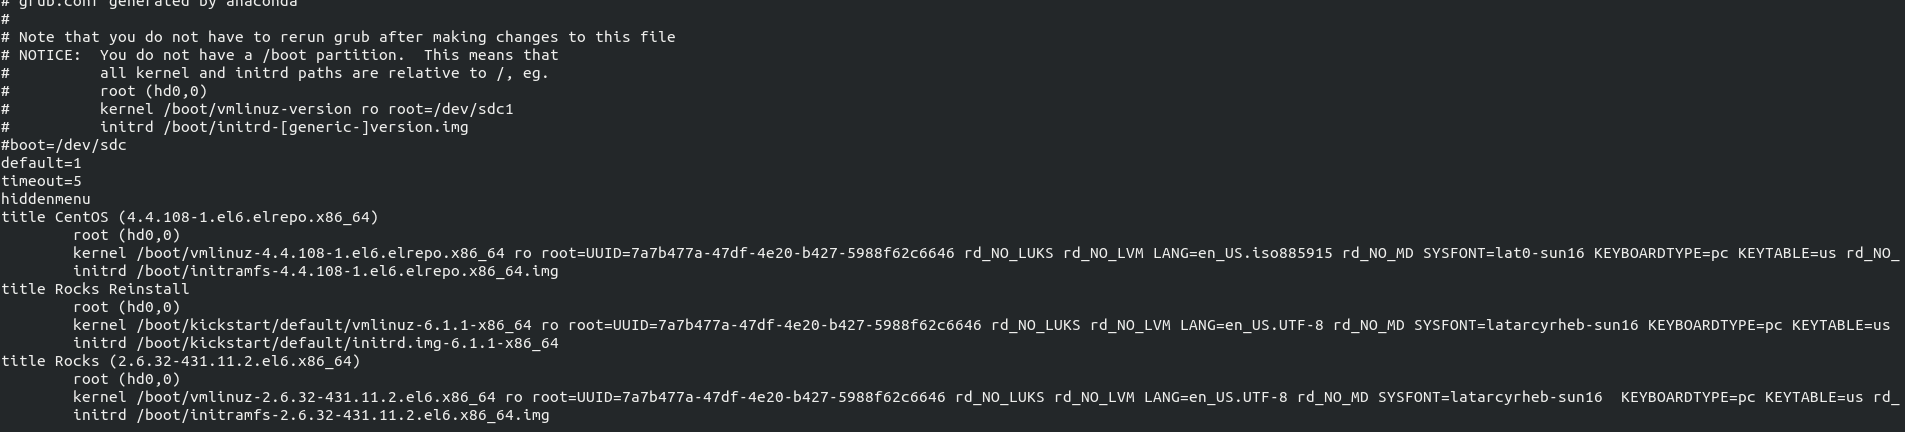 # grub.conf generated by anaconda
#
# Note that you do not have to rerun grub after making changes to this file
# NOTICE:  You do not have a /boot partition.  This means that
#          all kernel and initrd paths are relative to /, eg.
#          root (hd0,0)
#          kernel /boot/vmlinuz-version ro root=/dev/sdc1
#          initrd /boot/initrd-[generic-]version.img
#boot=/dev/sdc
default=1
timeout=5
hiddenmenu
title CentOS (4.4.108-1.el6.elrepo.x86_64)
        root (hd0,0)
        kernel /boot/vmlinuz-4.4.108-1.el6.elrepo.x86_64 ro root=UUID=7a7b477a-47df-4e20-b427-5988f62c6646 rd_NO_LUKS rd_NO_LVM LANG=en_US.iso885915 rd_NO_MD SYSFONT=lat0-sun16 KEYBOARDTYPE=pc KEYTABLE=us rd_NO_
        initrd /boot/initramfs-4.4.108-1.el6.elrepo.x86_64.img
title Rocks Reinstall
        root (hd0,0)
        kernel /boot/kickstart/default/vmlinuz-6.1.1-x86_64 ro root=UUID=7a7b477a-47df-4e20-b427-5988f62c6646 rd_NO_LUKS rd_NO_LVM LANG=en_US.UTF-8 rd_NO_MD SYSFONT=latarcyrheb-sun16 KEYBOARDTYPE=pc KEYTABLE=us
        initrd /boot/kickstart/default/initrd.img-6.1.1-x86_64
title Rocks (2.6.32-431.11.2.el6.x86_64)
        root (hd0,0)
        kernel /boot/vmlinuz-2.6.32-431.11.2.el6.x86_64 ro root=UUID=7a7b477a-47df-4e20-b427-5988f62c6646 rd_NO_LUKS rd_NO_LVM LANG=en_US.UTF-8 rd_NO_MD SYSFONT=latarcyrheb-sun16  KEYBOARDTYPE=pc KEYTABLE=us rd_
        initrd /boot/initramfs-2.6.32-431.11.2.el6.x86_64.img